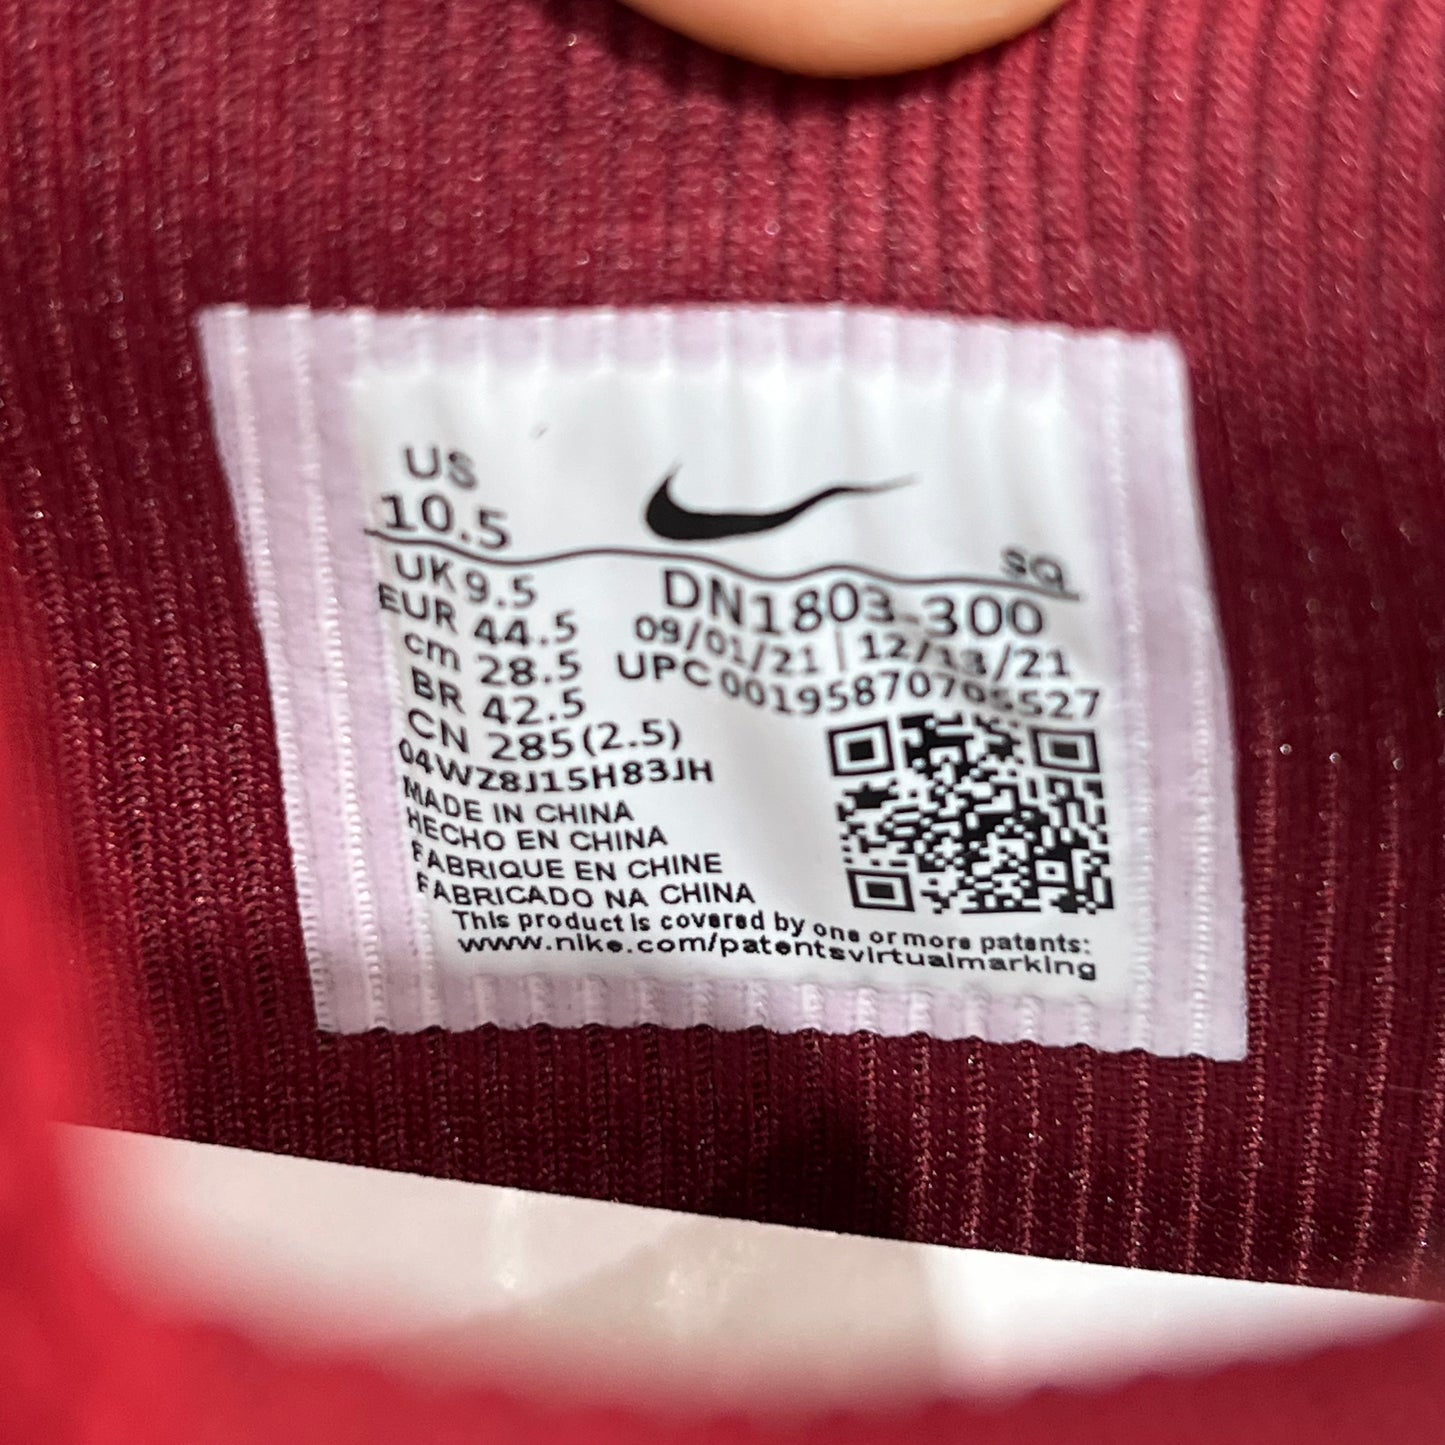 US
10.5
SQ
UK 9.5
EUR 44.5
cm 28.5
BR 42.5
CN 285(2.5)
DN1803-300
09/01/21 | 12/13/21
UPC 00195870705527
04WZ8J15H83JH
MADE IN CHINA
HECHO EN CHINA
FABRIQUE EN CHINE
FABRICADO NA CHINA
This product is covered by one or more patents:
www.nike.com/patentsvirtualmarking